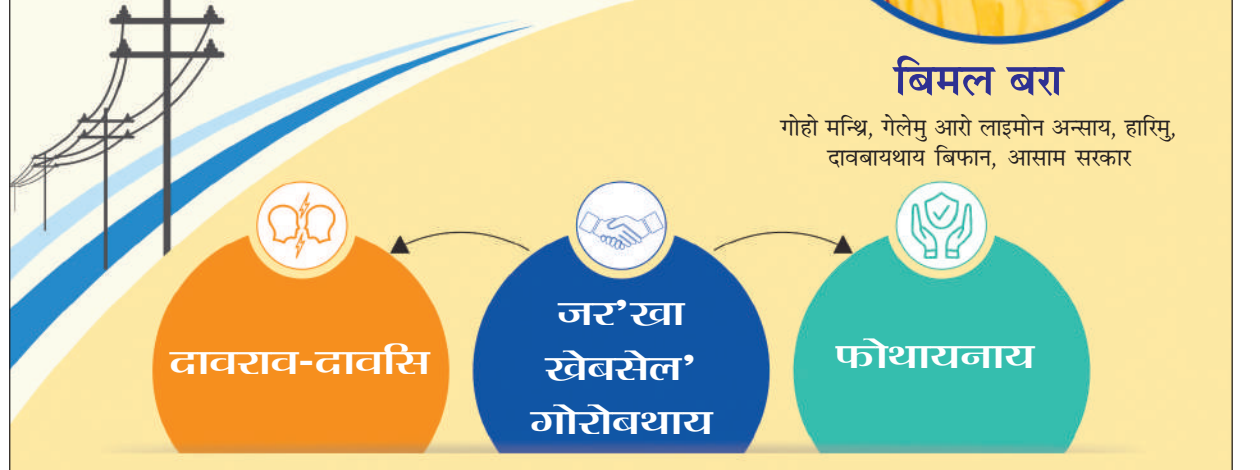 बिमल बरा
गोहो मन्थ्रि, गेलेमु आरो लाइमोन अन्साय, हारिमु,
दावबायथाय बिफान, आसाम सरकार
दावराव-दावसि
जर’खा
खेबसेल’
गोरोबथाय
फोथायनाय